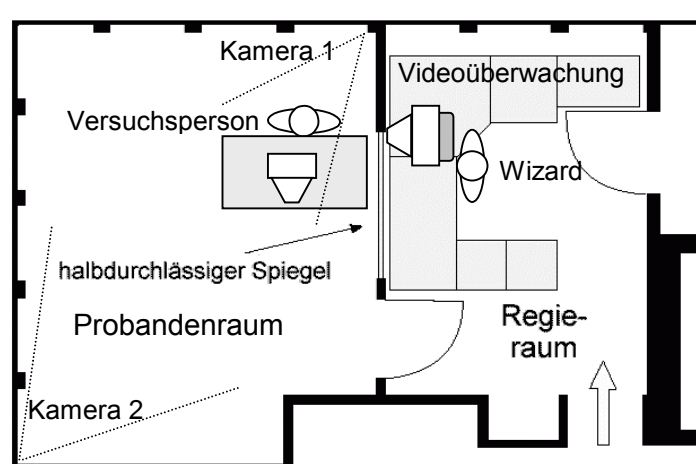 Kamera 1
Videoüberwachung
Versuchsperson
Wizard
halbdurchlässiger Spiegel
Probandenraum
Regie-
raum
Kamera 2